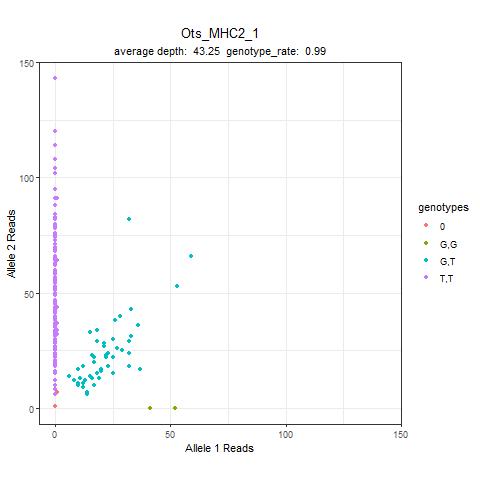 Ots_MHC2_1
average depth:  43.25  genotype_rate:  0.99
150
100
50
0
Allele 2 Reads
0
50
100
150
Allele 1 Reads
genotypes
0
G,G
G,T
T,T